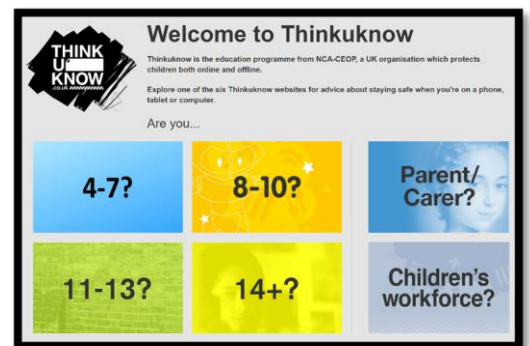 THINK
U
KNOW
.CO.UK
Welcome to Thinkuknow
Thinkuknow is the education programme from NCA-CEOP, a UK organisation which protects
children both online and offline.
Explore one of the six Thinkuknow websites for advice about staying safe when you're on a phone,
tablet or computer.
Are you...
4-7?
8-10?
Parent/
Carer?
11-13?
14+?
Children's
workforce?